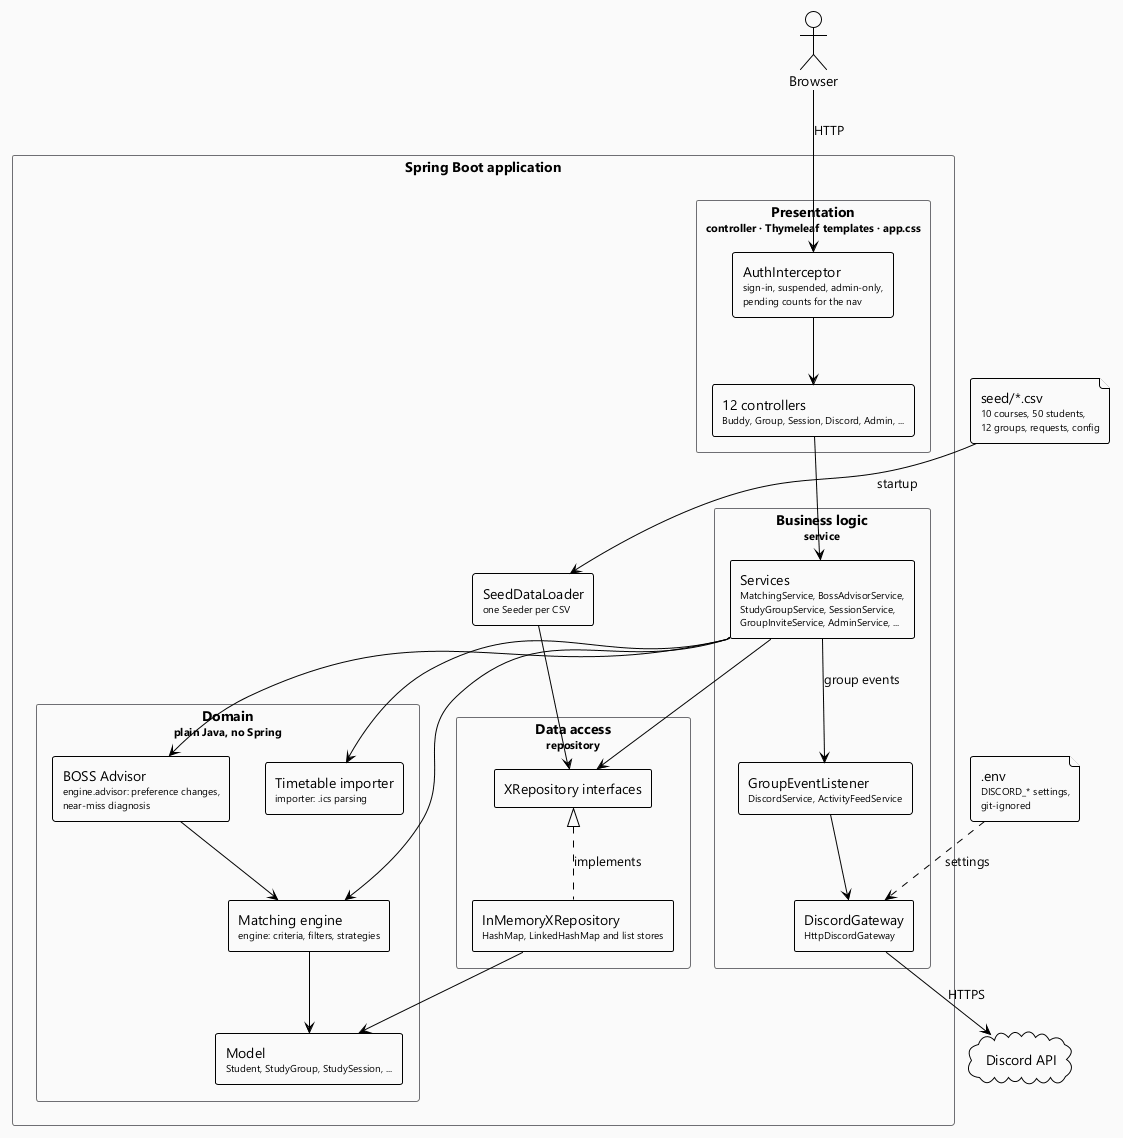 Browser
HTTP
Spring Boot application
Presentation
controller · Thymeleaf templates · app.css
AuthInterceptor
sign-in, suspended, admin-only,
pending counts for the nav
12 controllers
Buddy, Group, Session, Discord, Admin, ...
seed/*.csv
10 courses, 50 students,
12 groups, requests, config
startup
Business logic
service
Services
MatchingService, BossAdvisorService,
StudyGroupService, SessionService,
GroupInviteService, AdminService, ...
SeedDataLoader
one Seeder per CSV
group events
Domain
plain Java, no Spring
BOSS Advisor
engine.advisor: preference changes,
near-miss diagnosis
Timetable importer
importer: .ics parsing
Data access
repository
XRepository interfaces
GroupEventListener
DiscordService, ActivityFeedService
.env
DISCORD_* settings,
git-ignored
implements
settings
Matching engine
engine: criteria, filters, strategies
InMemoryXRepository
HashMap, LinkedHashMap and list stores
DiscordGateway
HttpDiscordGateway
HTTPS
Model
Student, StudyGroup, StudySession, ...
Discord API